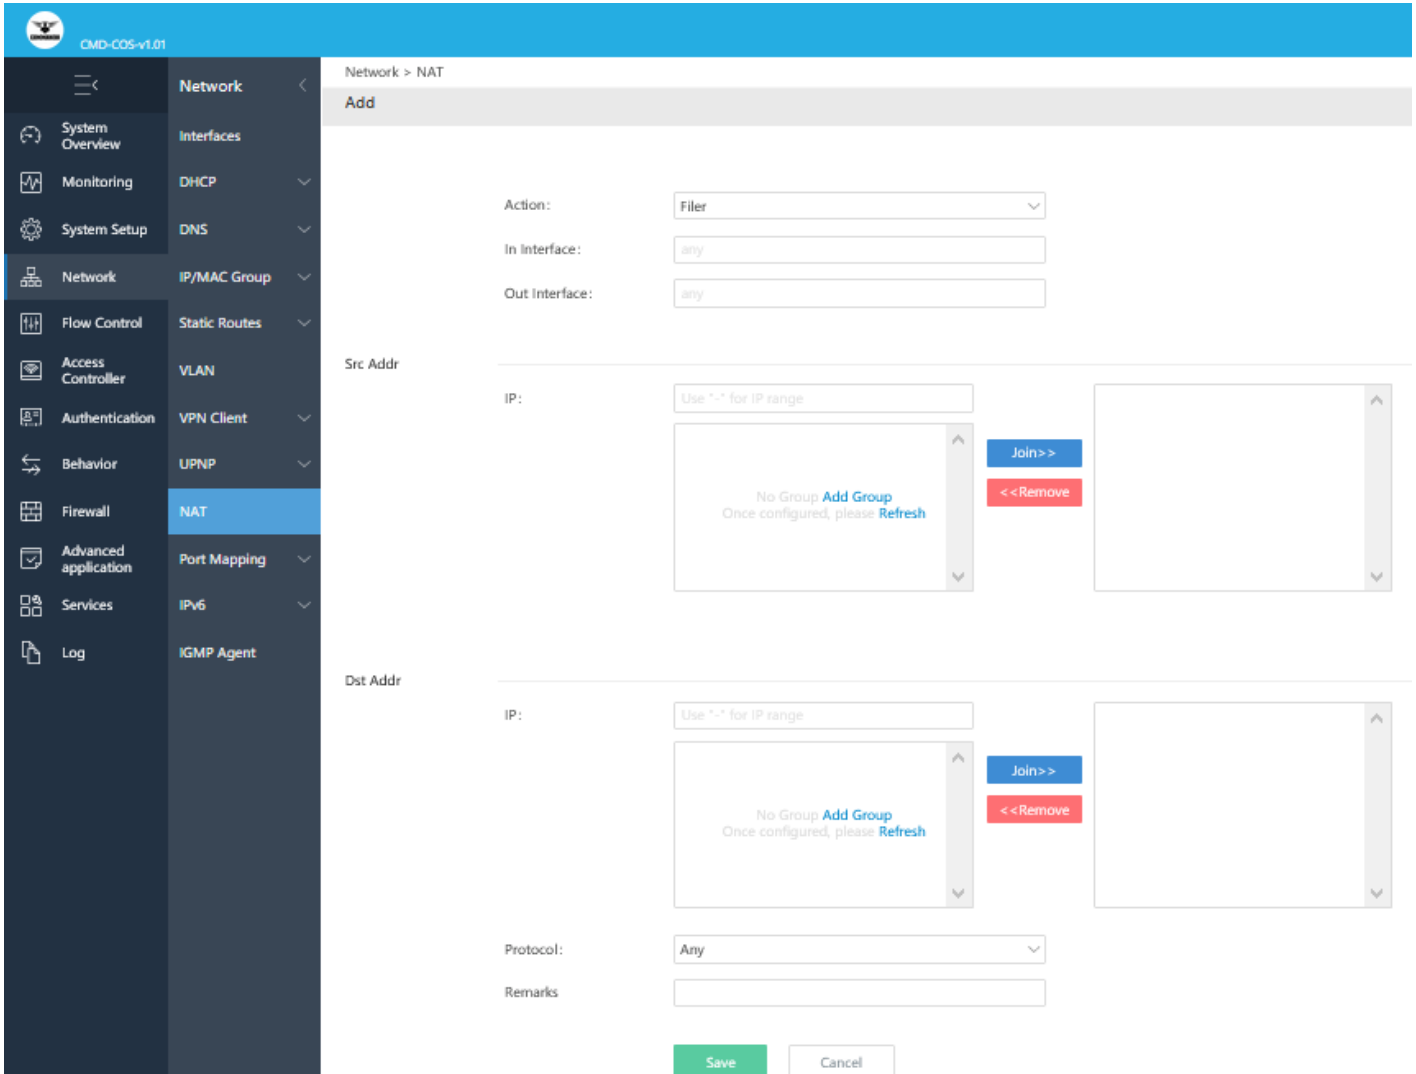 CMD-COS-v1.01
System
Overview
Monitoring
System Setup
Network
Flow Control
Access
Controller
Authentication
Behavior
Firewall
Advanced
application
Services
Log
Network
Interfaces
DHCP
DNS
IP/MAC Group
Static Routes
VLAN
VPN Client
UPNP
NAT
Port Mapping
IPv6
IGMP Agent
Network > NAT
Add
Action:
Filer
In Interface:
any
Out Interface:
any
Src Addr
IP:
Use "-" for IP range
No Group Add Group
Once configured, please Refresh
Join>>
<<Remove
Dst Addr
IP:
Use "-" for IP range
No Group Add Group
Once configured, please Refresh
Join>>
<<Remove
Protocol:
Any
Remarks
Save
Cancel